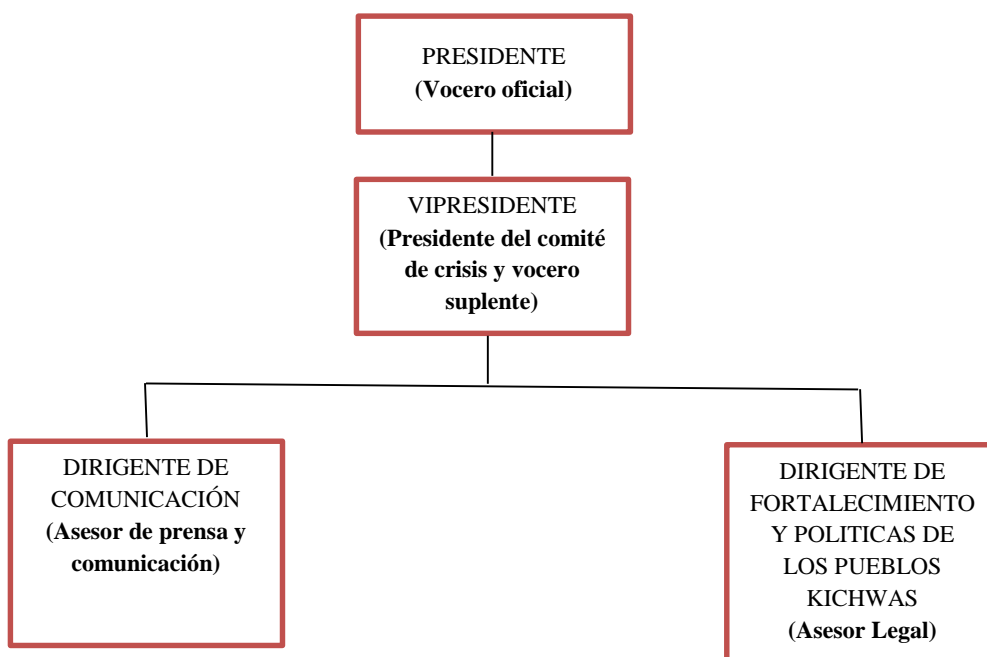 PRESIDENTE
(Vocero oficial)
VIPRESIDENTE
(Presidente del comité
de crisis y vocero
suplente)
DIRIGENTE DE
COMUNICACIÓN
(Asesor de prensa y
comunicación)
DIRIGENTE DE
FORTALECIMIENTO
Y POLITICAS DE
LOS PUEBLOS
KICHWAS
(Asesor Legal)